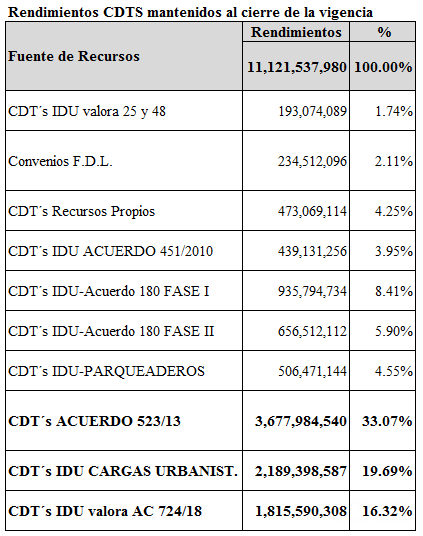 Rendimientos CDTS mantenidos al cierre de la vigencia
Fuente de Recursos Rendimientos %
11,121,537,980 100.00%
CDT´s IDU valora 25 y 48 193,074,089 1.74%
Convenios F.D.L. 234,512,096 2.11%
CDT´s Recursos Propios 473,069,114 4.25%
CDT´s IDU ACUERDO 451/2010 439,131,256 3.95%
CDT´s IDU-Acuerdo 180 FASE I 935,794,734 8.41%
CDT´s IDU-Acuerdo 180 FASE II 656,512,112 5.90%
CDT´s IDU-PARQUEADEROS 506,471,144 4.55%
CDT´s ACUERDO 523/13 3,677,984,540 33.07%
CDT´s IDU CARGAS URBANIST. 2,189,398,587 19.69%
CDT´s IDU valora AC 724/18 1,815,590,308 16.32%